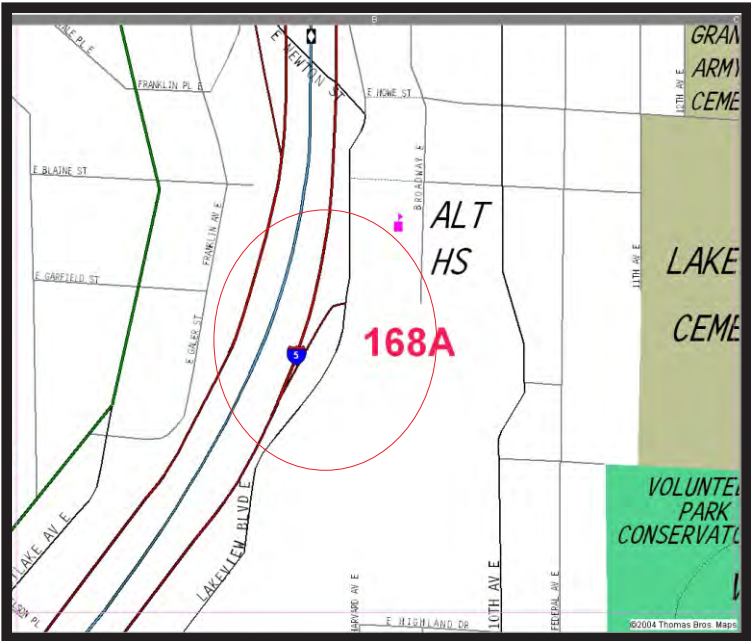 B
C
GRAN
ARMY
CEME
12TH AV E
E NEWTON ST
FRANKLIN PL E
E HOWE ST
E BLAINE ST
BROADWAY E
FRANKLIN AV E
ALT
HS
11TH AV E
LAKE
CEME
E GARFIELD ST
E GALER ST
168A
5
VOLUNTE
PARK
CONSERVATO
LAKEVIEW BLVD E
LAKE AV E
HARVARD AV E
10TH AV E
FEDERAL AV E
E HIGHLAND DR
©2004 Thomas Bros. Maps